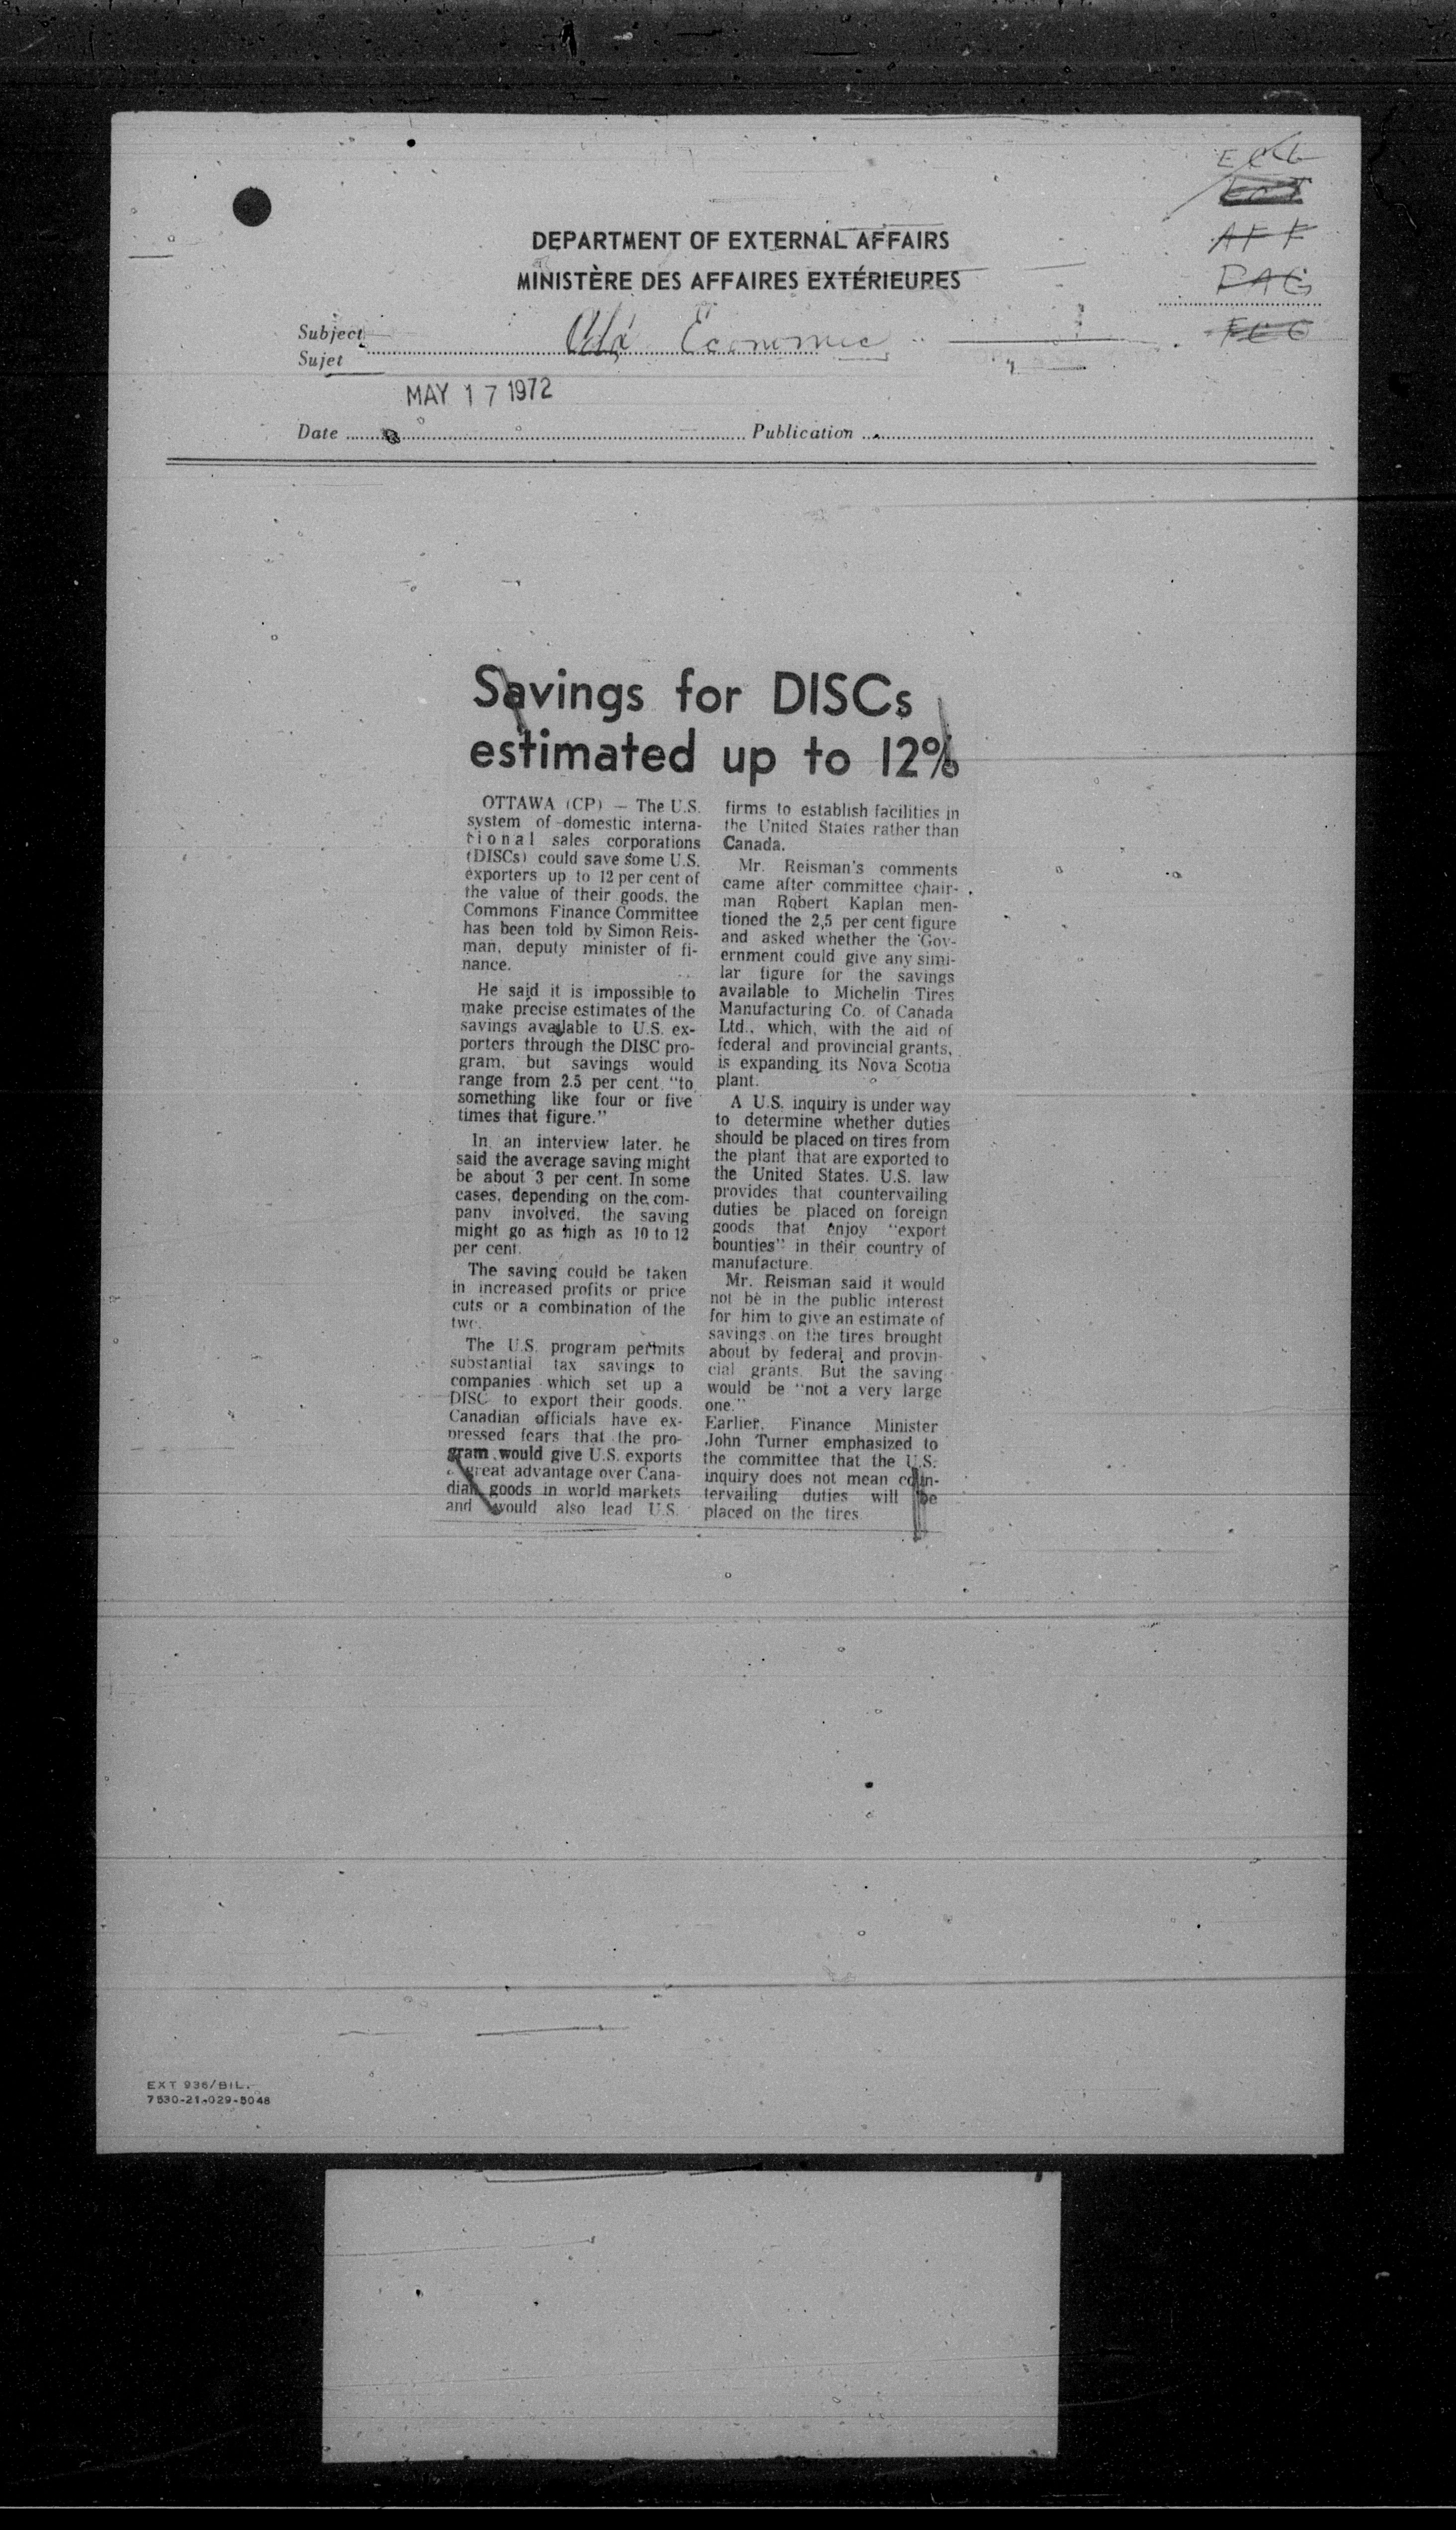 DEPARTMENT OF EXTERNAL AFFAIRS
MINISTÈRE DES AFFAIRES EXTÉRIEURES
AFF
DAG
Subject
Sujet
Economic
MAY 17 1972
Date
Publication
Savings for DISCs
estimated up to 12%
OTTAWA (CP) — The U.S.
system of domestic interna-
tional sales corporations
(DISCs) could save some U.S.
exporters up to 12 per cent of
the value of their goods, the
Commons Finance Committee
has been told by Simon Reis-
man, deputy minister of fi-
nance.
He said it is impossible to
make precise estimates of the
savings available to U.S. ex-
porters through the DISC pro-
gram, but savings would
range from 2.5 per cent "to
something like four or five
times that figure."
In an interview later, he
said the average saving might
be about 3 per cent. In some
cases, depending on the com-
pany involved, the saving
might go as high as 10 to 12
per cent.
The saving could be taken
in increased profits or price
cuts or a combination of the
two.
The U.S. program permits
substantial tax savings to
companies which set up a
DISC to export their goods.
Canadian officials have ex-
pressed fears that the pro-
gram would give U.S. exports
a great advantage over Cana-
dian goods in world markets
and would also lead U.S.
firms to establish facilities in
the United States rather than
Canada.
Mr. Reisman's comments
came after committee chair-
man Robert Kaplan men-
tioned the 2.5 per cent figure
and asked whether the Gov-
ernment could give any simi-
lar figure for the savings
available to Michelin Tires
Manufacturing Co. of Canada
Ltd., which, with the aid of
federal and provincial grants,
is expanding its Nova Scotia
plant.
A U.S. inquiry is under way
to determine whether duties
should be placed on tires from
the plant that are exported to
the United States. U.S. law
provides that countervailing
duties be placed on foreign
goods that enjoy "export
bounties" in their country of
manufacture.
Mr. Reisman said it would
not be in the public interest
for him to give an estimate of
savings on the tires brought
about by federal and provin-
cial grants. But the saving
would be "not a very large
one."
Earlier, Finance Minister
John Turner emphasized to
the committee that the U.S.
inquiry does not mean coun-
tervailing duties will be
placed on the tires
EXT 936/BIL.
7530-21-029-5048